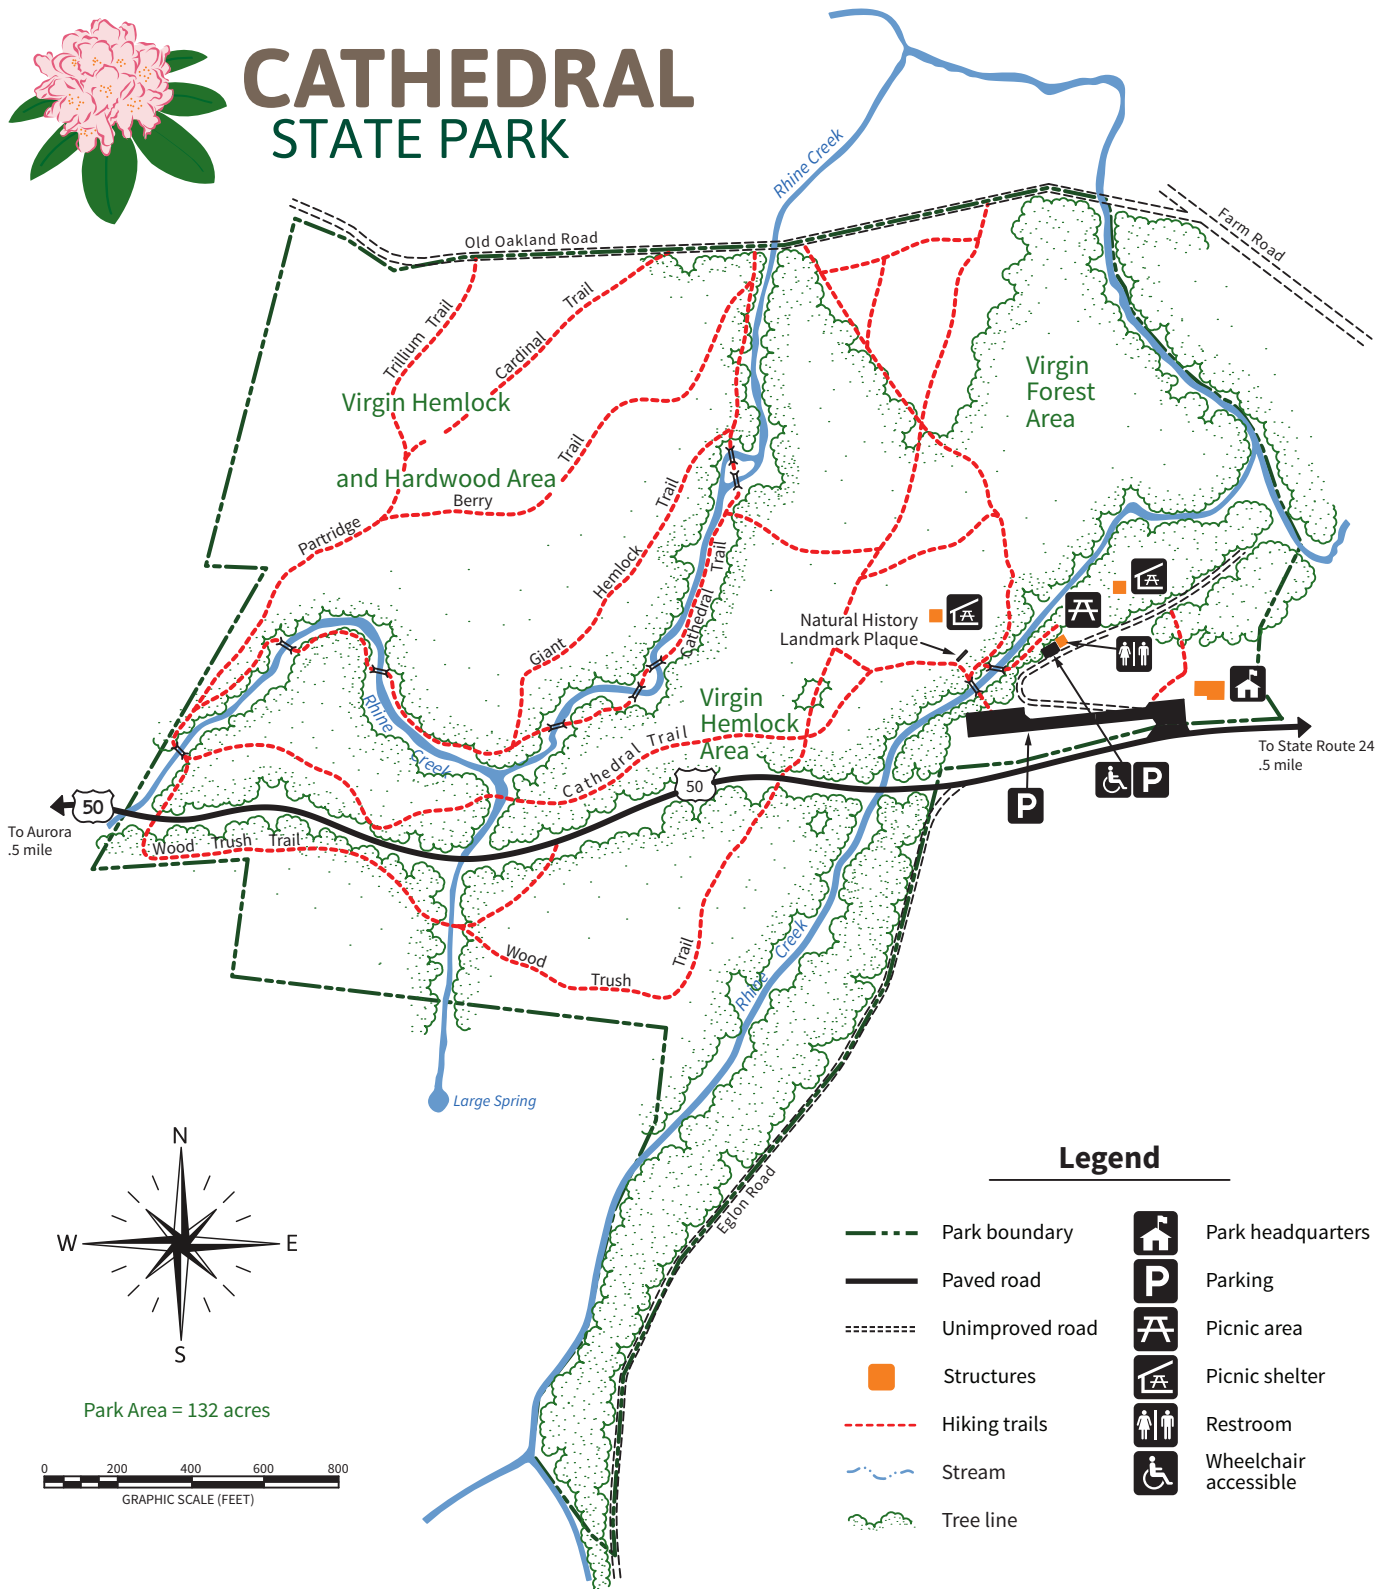 CATHEDRAL
STATE PARK
Rhine Creek
Old Oakland Road
Farm Road
Trillium Trail
Cardinal Trail
Virgin Hemlock
and Hardwood Area
Virgin
Forest
Area
Partridge Berry Trail
Giant Hemlock Trail
Cathedral Trail
Natural History
Landmark Plaque
Virgin
Hemlock
Area
Rhine Creek
Cathedral Trail
50
50
To Aurora
.5 mile
To State Route 24
.5 mile
P
P
Wood Trush Trail
Wood Trush Trail
Rhine Creek
Large Spring
Eglon Road
N
W
E
S
Park Area = 132 acres
0 200 400 600 800
GRAPHIC SCALE (FEET)
Legend
Park boundary
Paved road
Unimproved road
Structures
Hiking trails
Stream
Tree line
Park headquarters
P Parking
Picnic area
Picnic shelter
Restroom
Wheelchair
accessible